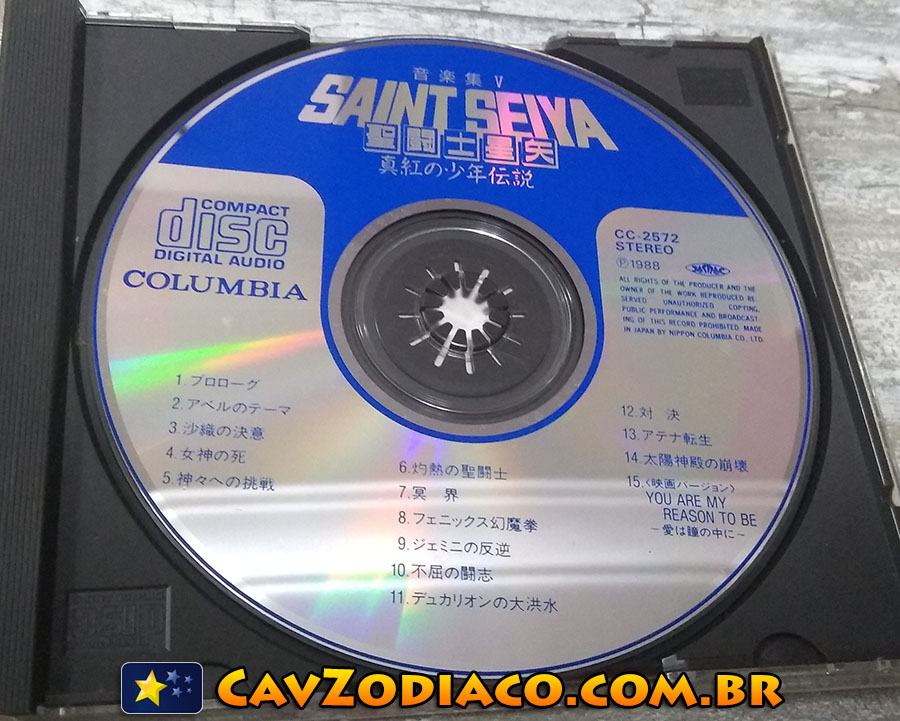 音楽集 V
SAINT SEIYA
聖闘士星矢
真紅の少年伝説
COMPACT
disc
DIGITAL AUDIO
COLUMBIA
CC-2572
STEREO
Ⓟ1988
ALL RIGHTS OF THE PRODUCER AND THE
OWNER OF THE WORK REPRODUCED RE-
SERVED. UNAUTHORIZED COPYING,
PUBLIC PERFORMANCE AND BROADCAST-
ING OF THIS RECORD PROHIBITED. MADE
IN JAPAN BY NIPPON COLUMBIA CO., LTD.
1.プロローグ
2.アベルのテーマ
3.沙織の決意
4.女神の死
5.神々への挑戦
6.灼熱の聖闘士
7.冥 界
8.フェニックス幻魔拳
9.ジェミニの反逆
10.不屈の闘志
11.デュカリオンの大洪水
12.対 決
13.アテナ転生
14.太陽神殿の崩壊
15.〈映画バージョン〉
YOU ARE MY
REASON TO BE
−愛は瞳の中に−
CAVZODIACO.COM.BR